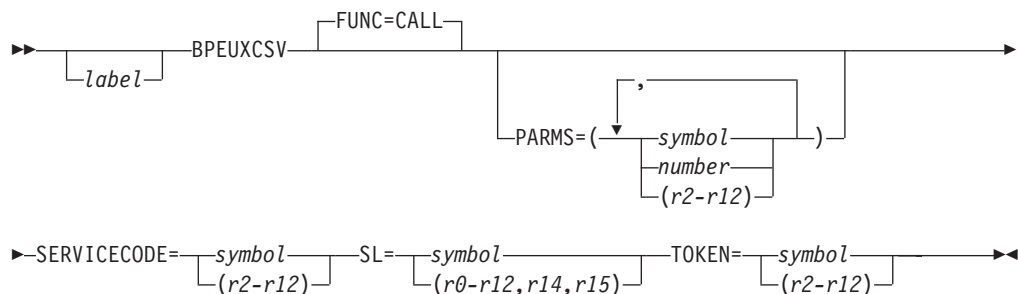 FUNC=CALL
BPEUXCSV
label
,
PARMS=( symbol )
number
(r2-r12)
SERVICECODE= symbol SL= symbol TOKEN= symbol
(r2-r12) (r0-r12,r14,r15) (r2-r12)